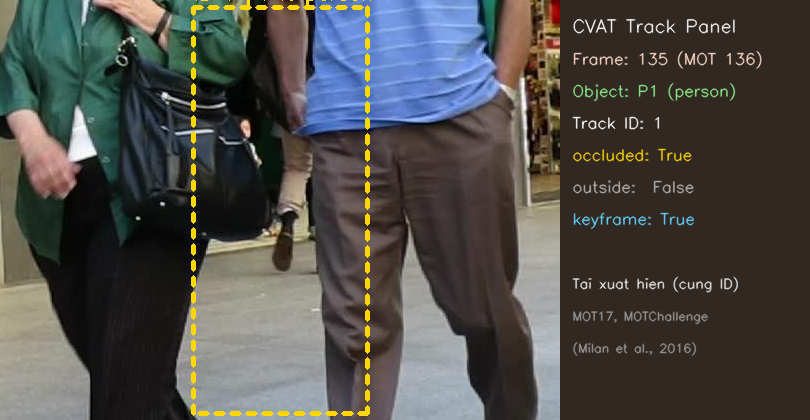 CVAT Track Panel
Frame: 135 (MOT 136)
Object: P1 (person)
Track ID: 1
occluded: True
outside: False
keyframe: True
Tai xuat hien (cung ID)
MOT17, MOTChallenge
(Milan et al., 2016)